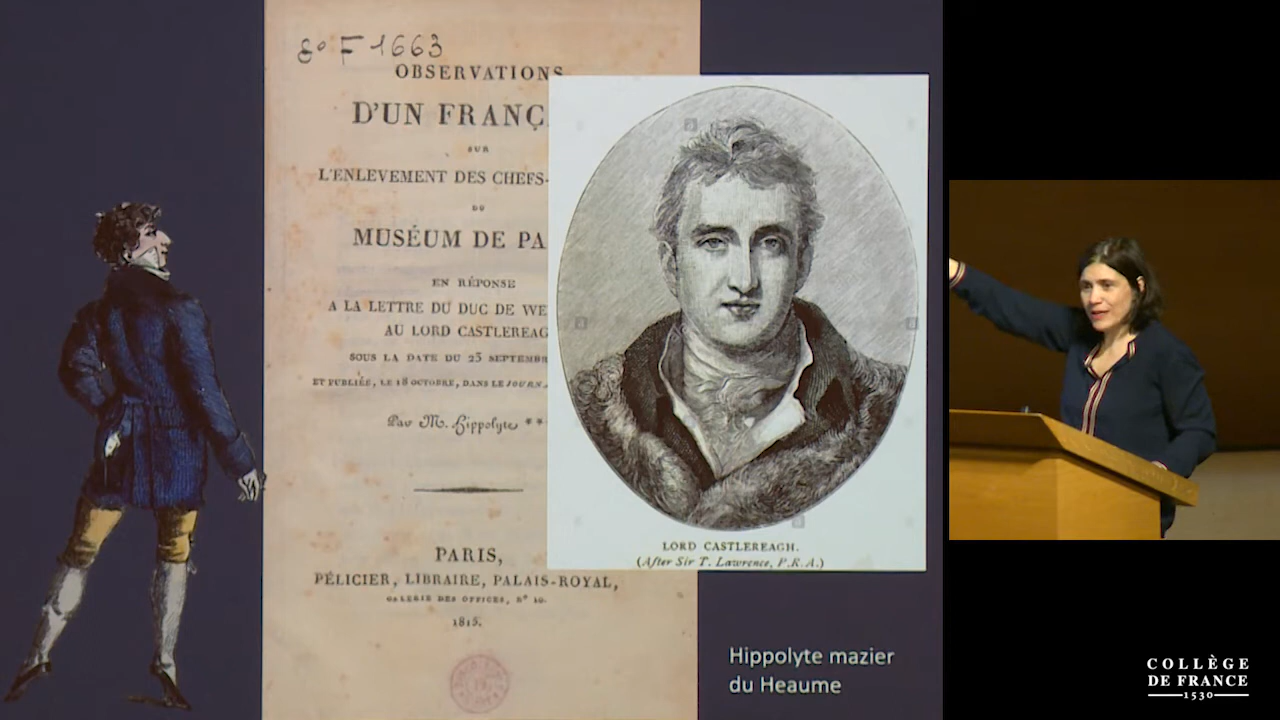 8º F 1663
OBSERVATIONS
D'UN FRANÇ
SUR
L'ENLEVEMENT DES CHEFS-
DU
MUSÉUM DE PA
EN RÉPONSE
A LA LETTRE DU DUC DE WE
AU LORD CASTLEREAG
SOUS LA DATE DU 23 SEPTEMBR
ET PUBLIÉE, LE 18 OCTOBRE, DANS LE JOURN
Par M. Hippolyte **
PARIS,
PÉLICIER, LIBRAIRE, PALAIS-ROYAL,
GALERIE DES OFFICES, Nº 10.
1815.
LORD CASTLEREAGH.
(After Sir T. Lawrence, P.R.A.)
Hippolyte mazier
du Heaume
COLLÈGE
DE FRANCE
1530